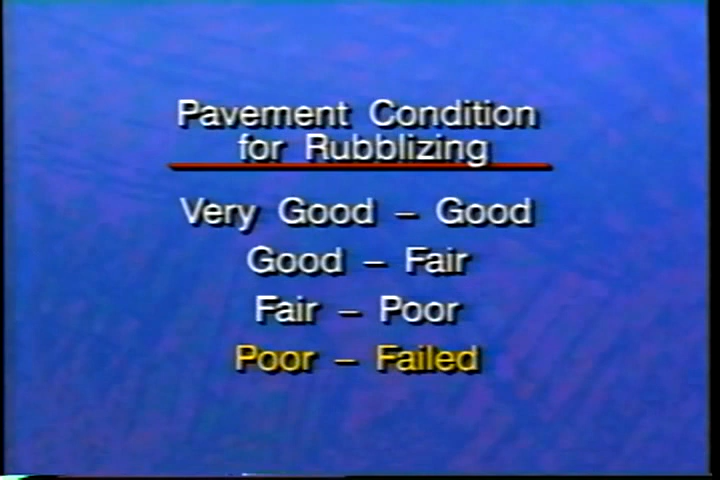 Pavement Condition
for Rubblizing
Very Good – Good
Good – Fair
Fair – Poor
Poor – Failed